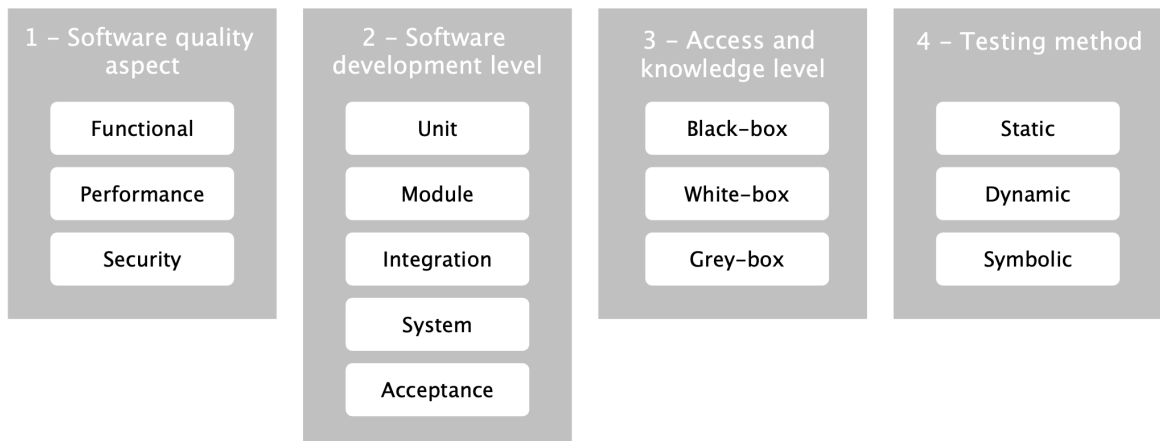 1 – Software quality
aspect
Functional
Performance
Security
2 – Software
development level
Unit
Module
Integration
System
Acceptance
3 – Access and
knowledge level
Black–box
White–box
Grey–box
4 – Testing method
Static
Dynamic
Symbolic